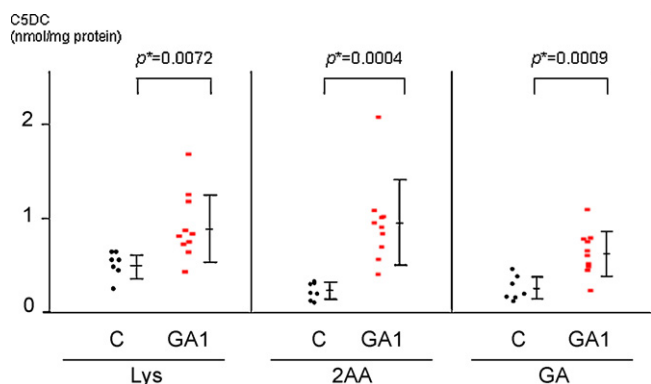 C5DC
(nmol/mg protein)
p*=0.0072 p*=0.0004 p*=0.0009
2
1
0
C GA1 C GA1 C GA1
Lys 2AA GA